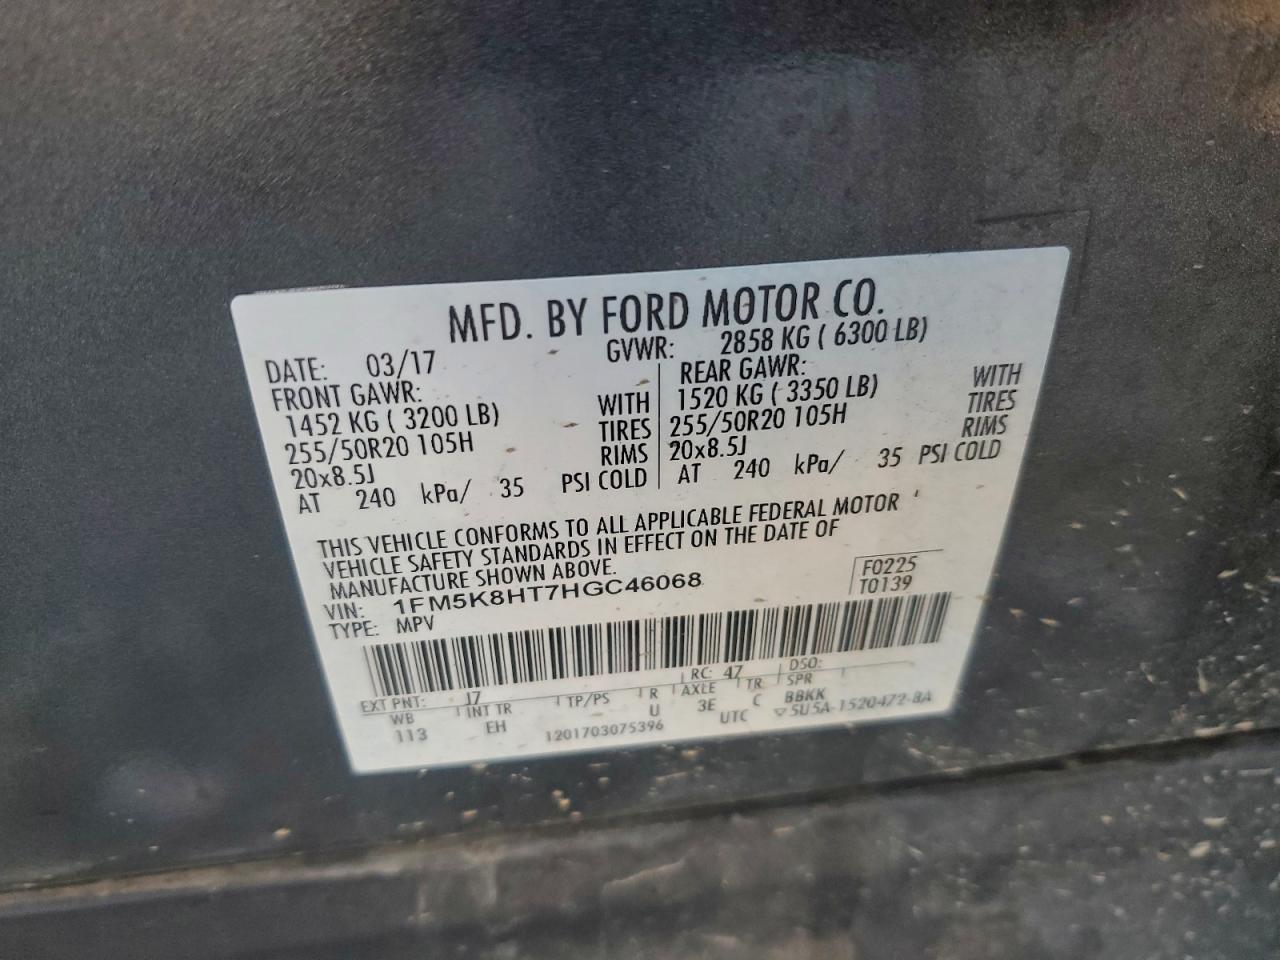 MFD. BY FORD MOTOR CO.
DATE: 03/17 GVWR: 2858 KG ( 6300 LB)
FRONT GAWR: REAR GAWR:
1452 KG ( 3200 LB) WITH 1520 KG ( 3350 LB) WITH
255/50R20 105H TIRES 255/50R20 105H TIRES
20x8.5J RIMS 20x8.5J RIMS
AT 240 kPa/ 35 PSI COLD AT 240 kPa/ 35 PSI COLD
THIS VEHICLE CONFORMS TO ALL APPLICABLE FEDERAL MOTOR
VEHICLE SAFETY STANDARDS IN EFFECT ON THE DATE OF
MANUFACTURE SHOWN ABOVE.
VIN: 1FM5K8HT7HGC46068 F0225
TYPE: MPV T0139
EXT PNT: J7 RC: 47 DSO:
WB INT TR TP/PS R AXLE TR SPR
113 EH U 3E C BBKK
1201703075396 UTC ▽5U5A-1520472-BA